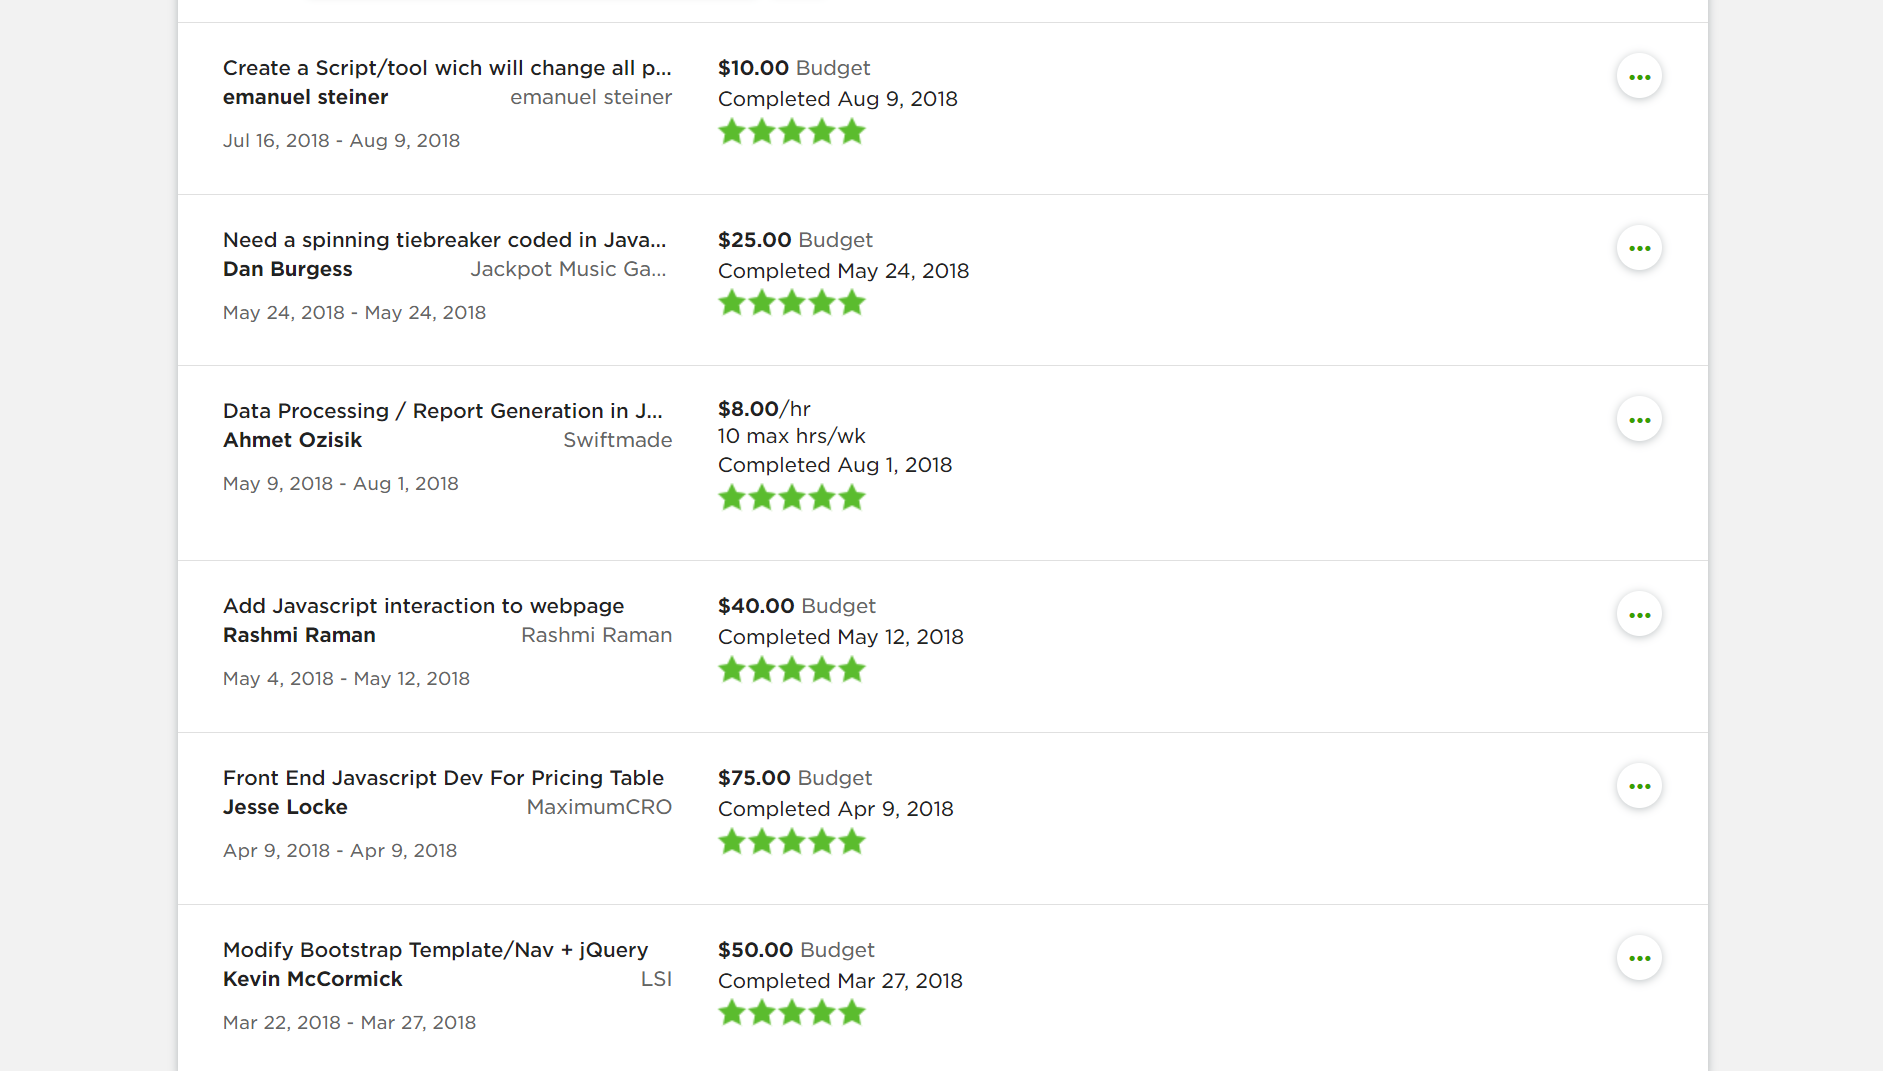 Create a Script/tool wich will change all p...
emanuel steiner emanuel steiner
Jul 16, 2018 - Aug 9, 2018
$10.00 Budget
Completed Aug 9, 2018
Need a spinning tiebreaker coded in Java...
Dan Burgess Jackpot Music Ga...
May 24, 2018 - May 24, 2018
$25.00 Budget
Completed May 24, 2018
Data Processing / Report Generation in J...
Ahmet Ozisik Swiftmade
May 9, 2018 - Aug 1, 2018
$8.00/hr
10 max hrs/wk
Completed Aug 1, 2018
Add Javascript interaction to webpage
Rashmi Raman Rashmi Raman
May 4, 2018 - May 12, 2018
$40.00 Budget
Completed May 12, 2018
Front End Javascript Dev For Pricing Table
Jesse Locke MaximumCRO
Apr 9, 2018 - Apr 9, 2018
$75.00 Budget
Completed Apr 9, 2018
Modify Bootstrap Template/Nav + jQuery
Kevin McCormick LSI
Mar 22, 2018 - Mar 27, 2018
$50.00 Budget
Completed Mar 27, 2018